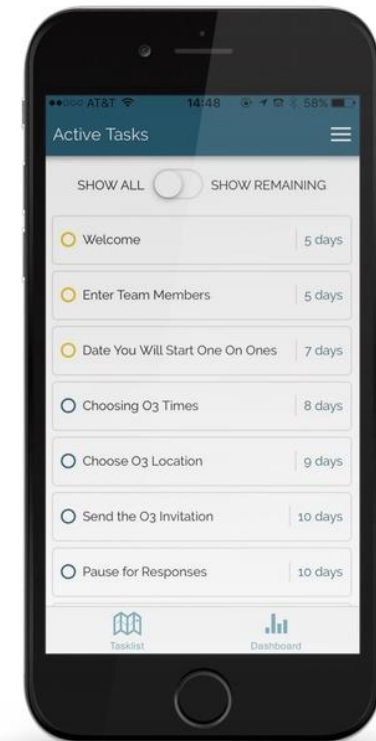 AT&T 14:48 58%
Active Tasks
SHOW ALL SHOW REMAINING
Welcome 5 days
Enter Team Members 5 days
Date You Will Start One On Ones 7 days
Choosing O3 Times 8 days
Choose O3 Location 9 days
Send the O3 Invitation 10 days
Pause for Responses 10 days
Tasklist Dashboard